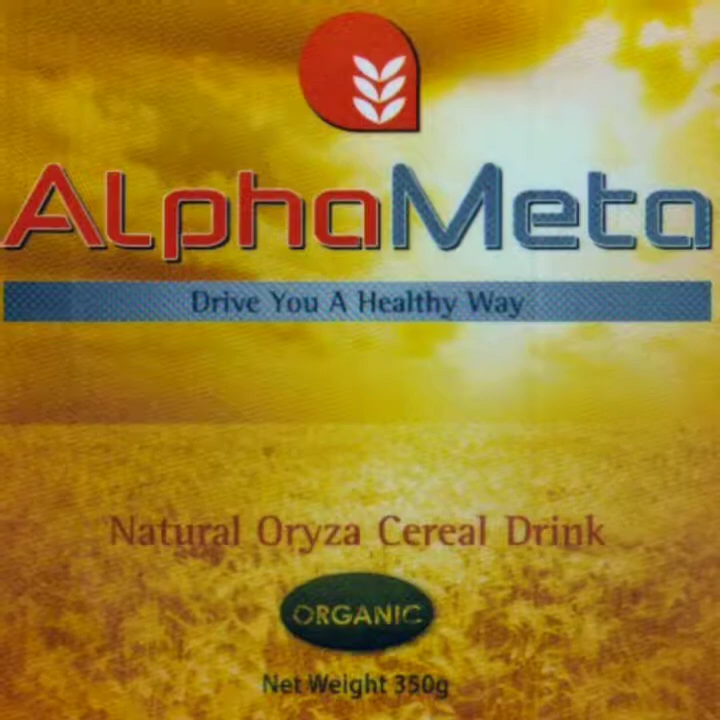 ALphaMeta
Drive You A Healthy Way
Natural Oryza Cereal Drink
ORGANIC
Net Weight 350g